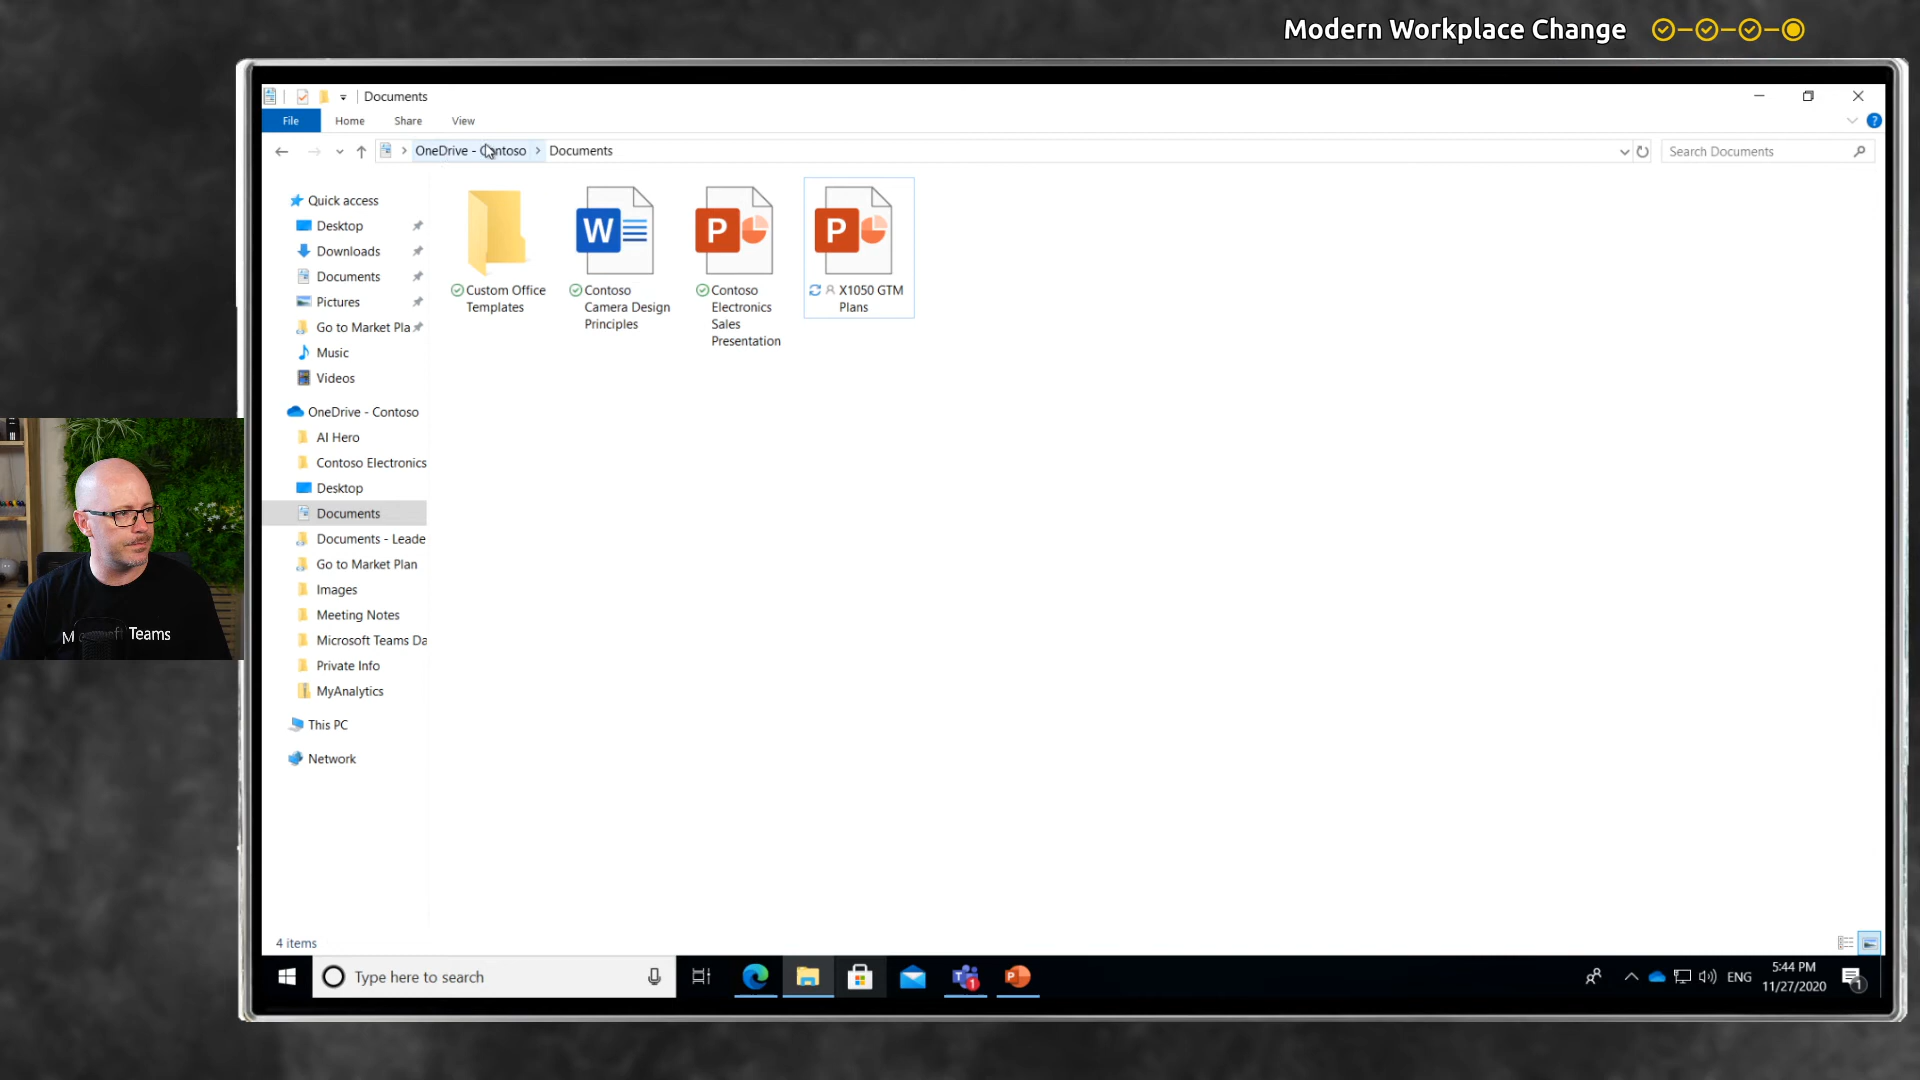 Modern Workplace Change
Documents
File Home Share View
OneDrive - Contoso Documents
Search Documents
Quick access
Desktop
Downloads
Documents
Pictures
Go to Market Pla
Music
Videos
OneDrive - Contoso
AI Hero
Contoso Electronics
Desktop
Documents
Documents - Leade
Go to Market Plan
Images
Meeting Notes
Microsoft Teams Da
Private Info
MyAnalytics
This PC
Network
W
P
P
Custom Office
Templates
Contoso
Camera Design
Principles
Contoso
Electronics
Sales
Presentation
X1050 GTM
Plans
Teams
4 items
Type here to search
1
ENG
5:44 PM
11/27/2020
1